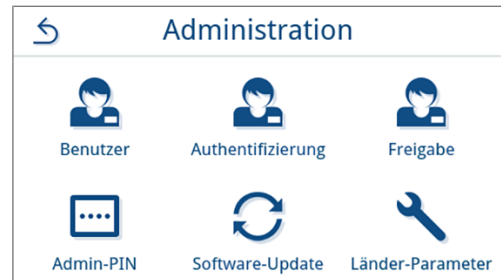 Administration
Benutzer
Authentifizierung
Freigabe
Admin-PIN
Software-Update
Länder-Parameter